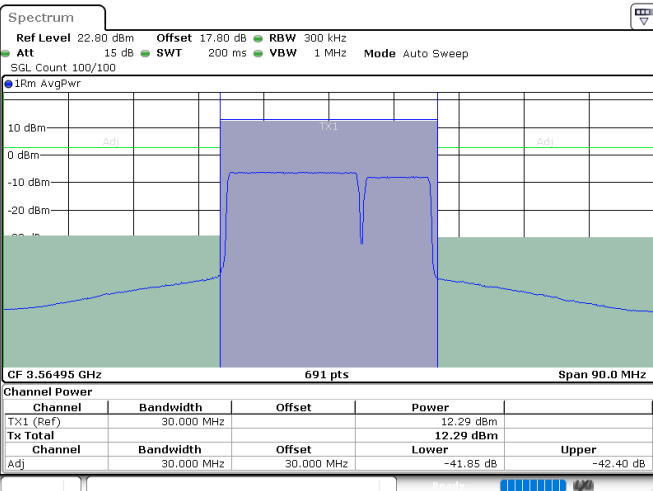 Spectrum
Ref Level 22.80 dBm Offset 17.80 dB RBW 300 kHz
Att 15 dB SWT 200 ms VBW 1 MHz Mode Auto Sweep
SGL Count 100/100
1Rm AvgPwr
TX1
10 dBm
Adj Adj
0 dBm
-10 dBm
-20 dBm
CF 3.56495 GHz 691 pts Span 90.0 MHz
Channel Power
Channel Bandwidth Offset Power
TX1 (Ref) 30.000 MHz 12.29 dBm
Tx Total 12.29 dBm
Channel Bandwidth Offset Lower Upper
Adj 30.000 MHz 30.000 MHz -41.85 dB -42.40 dB
Ready